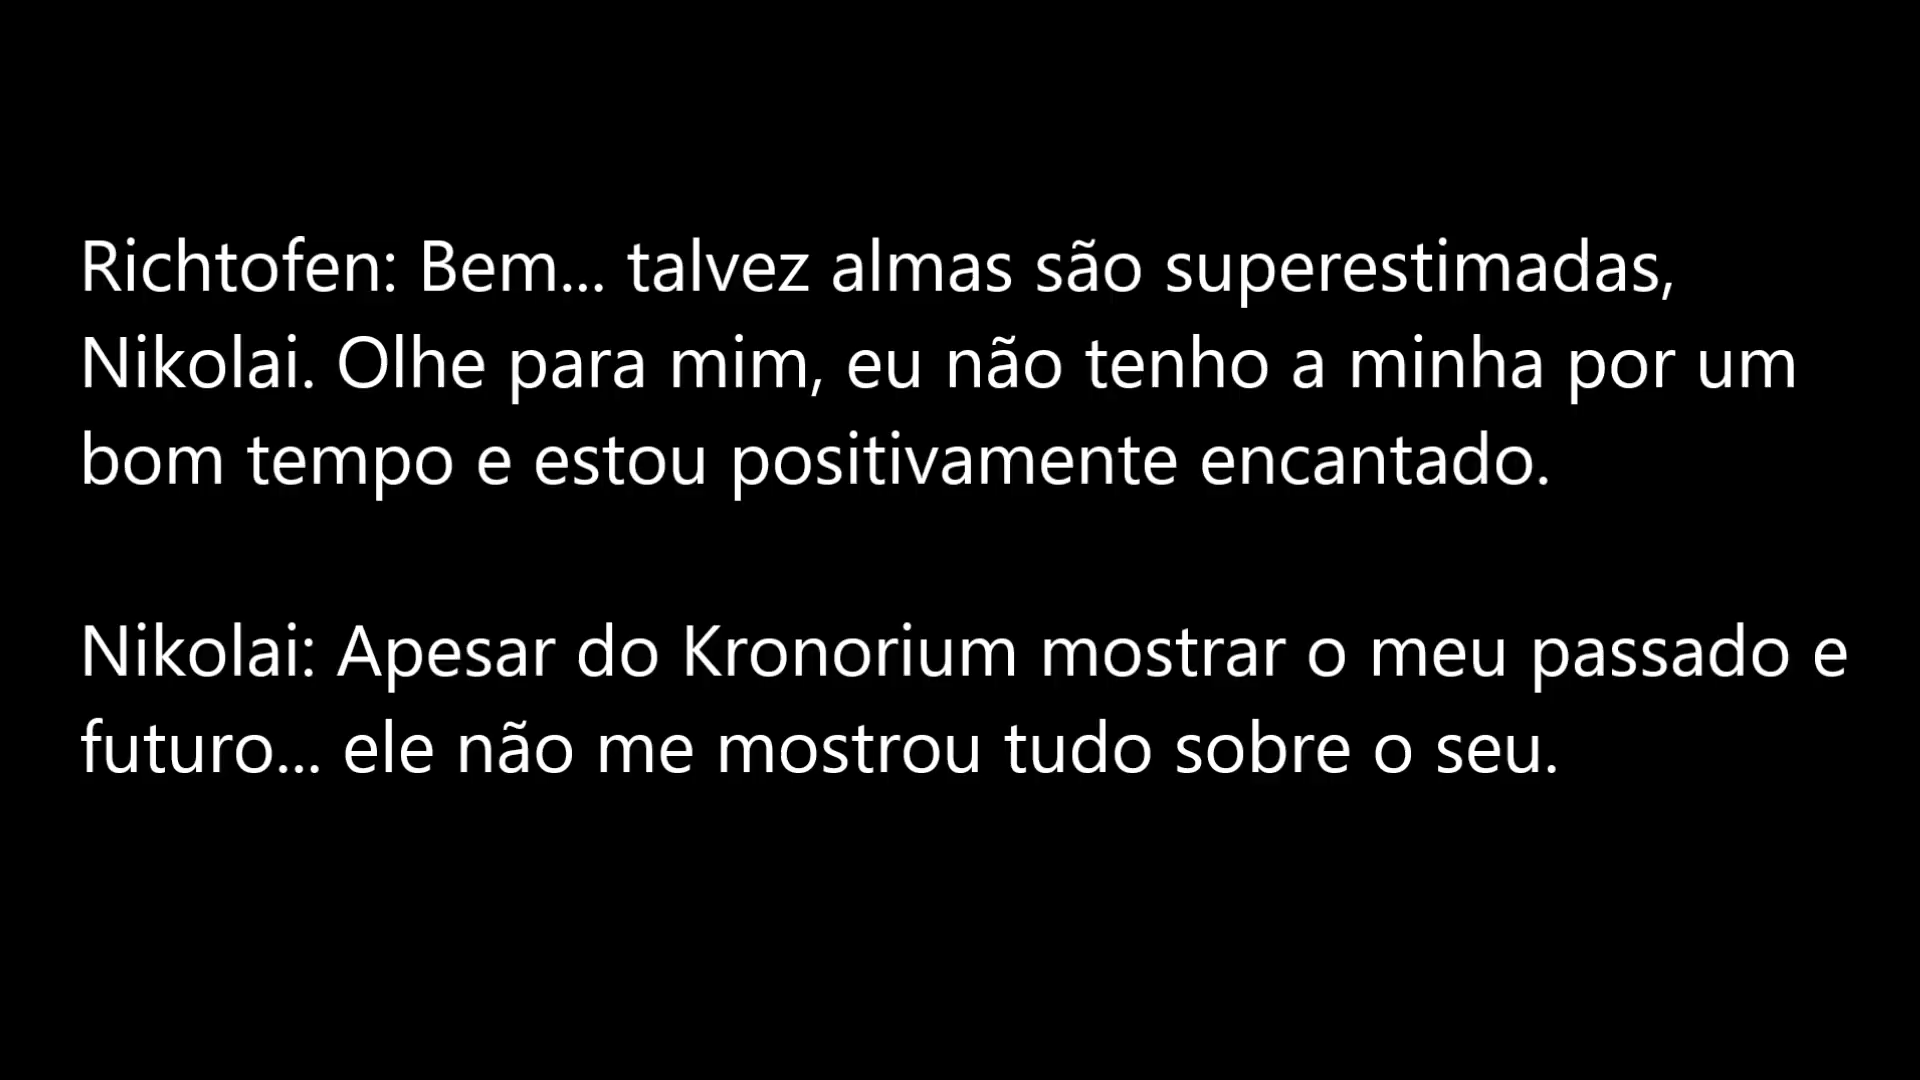 Richtofen: Bem... talvez almas são superestimadas,
Nikolai. Olhe para mim, eu não tenho a minha por um
bom tempo e estou positivamente encantado.
Nikolai: Apesar do Kronorium mostrar o meu passado e
futuro... ele não me mostrou tudo sobre o seu.